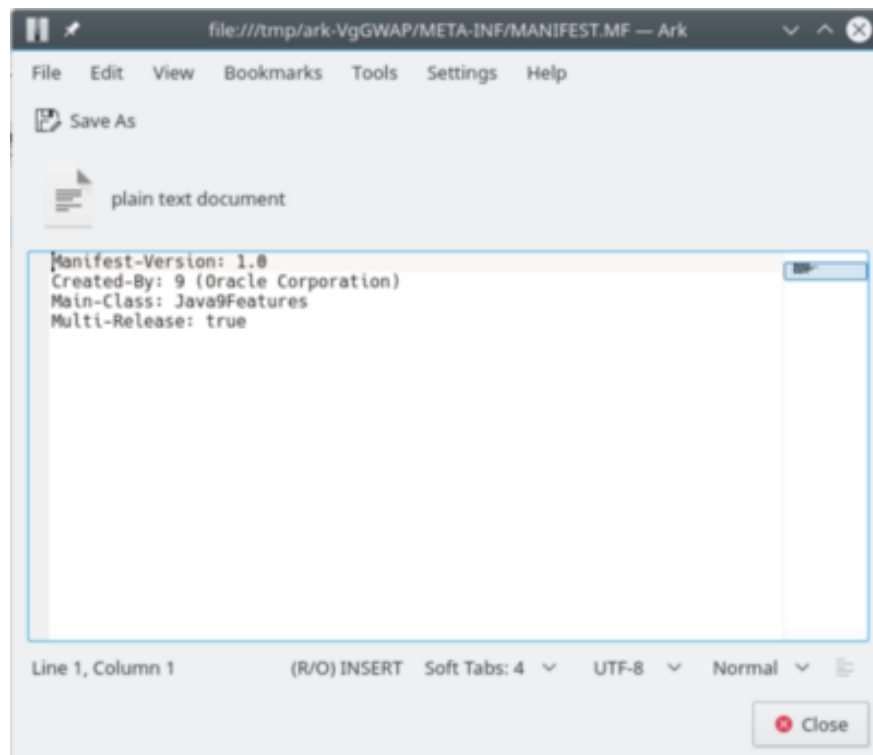 file:///tmp/ark-VgGWAP/META-INF/MANIFEST.MF — Ark
File Edit View Bookmarks Tools Settings Help
Save As
plain text document
Manifest-Version: 1.0
Created-By: 9 (Oracle Corporation)
Main-Class: Java9Features
Multi-Release: true
Line 1, Column 1 (R/O) INSERT Soft Tabs: 4 UTF-8 Normal
Close